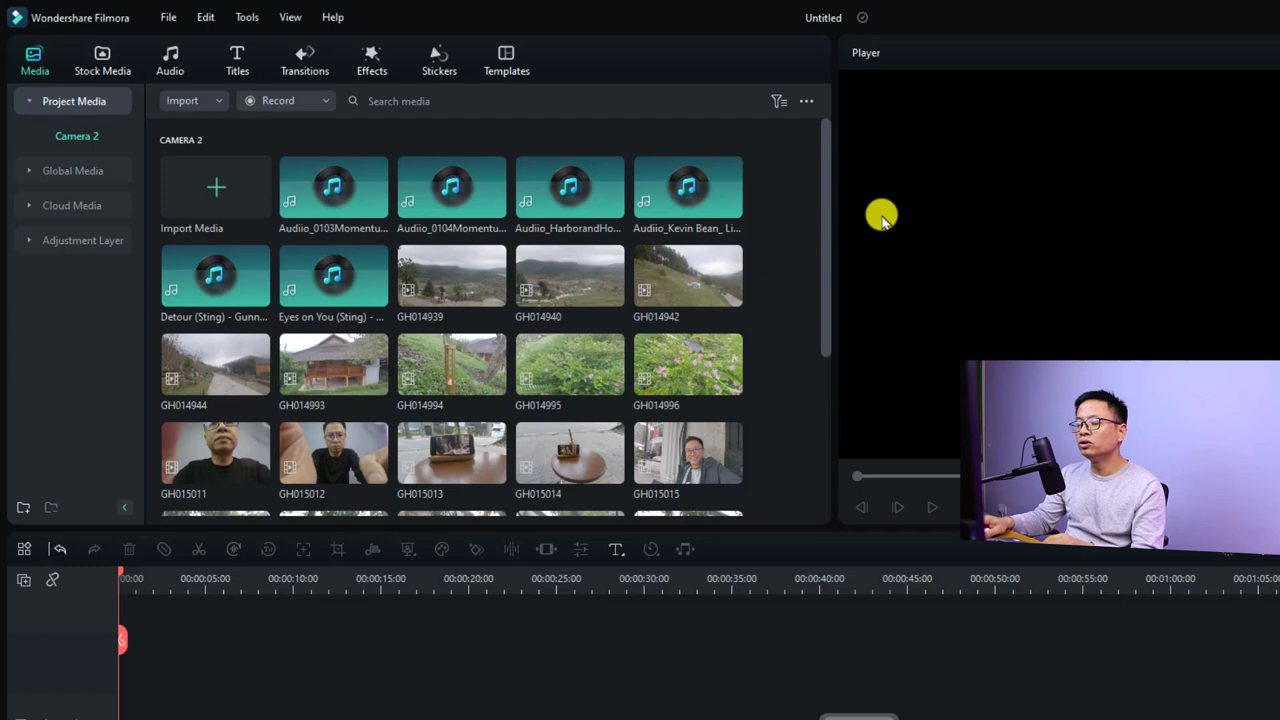 Wondershare Filmora File Edit Tools View Help Untitled
Media Stock Media Audio Titles Transitions Effects Stickers Templates
Player
Project Media
Camera 2
Global Media
Cloud Media
Adjustment Layer
Import Record Search media
CAMERA 2
Import Media Audiio_0103Momentu... Audiio_0104Momentu... Audiio_HarborandHo... Audiio_Kevin Bean_ Li...
Detour (Sting) - Gunn... Eyes on You (Sting) - ... GH014939 GH014940 GH014942
GH014944 GH014993 GH014994 GH014995 GH014996
GH015011 GH015012 GH015013 GH015014 GH015015
00:00 00:00:05:00 00:00:10:00 00:00:15:00 00:00:20:00 00:00:25:00 00:00:30:00 00:00:35:00 00:00:40:00 00:00:45:00 00:00:50:00 00:00:55:00 00:01:00:00 00:01:05:00